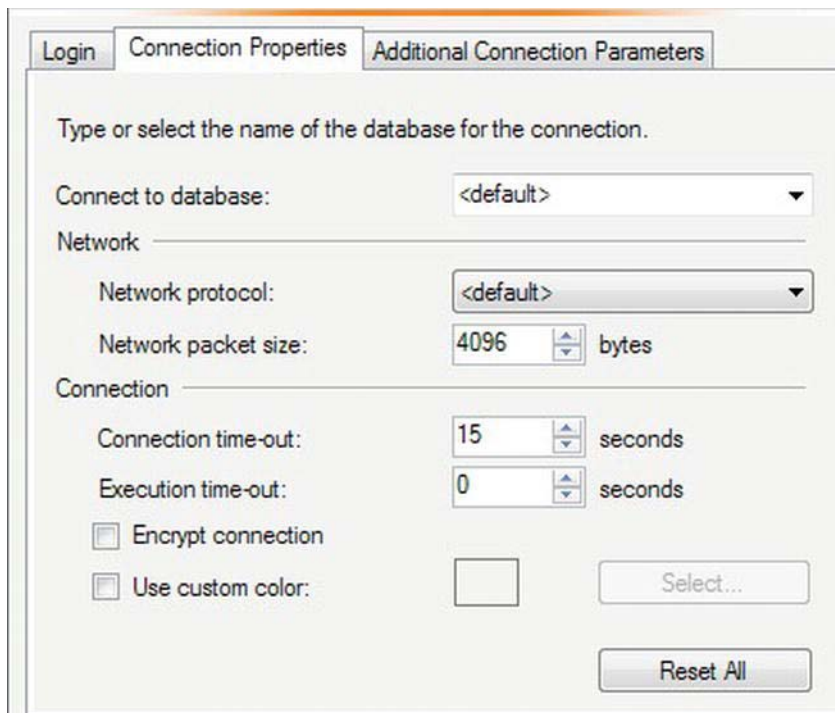 Login Connection Properties Additional Connection Parameters
Type or select the name of the database for the connection.
Connect to database: <default>
Network
Network protocol: <default>
Network packet size: 4096 bytes
Connection
Connection time-out: 15 seconds
Execution time-out: 0 seconds
Encrypt connection
Use custom color: Select...
Reset All